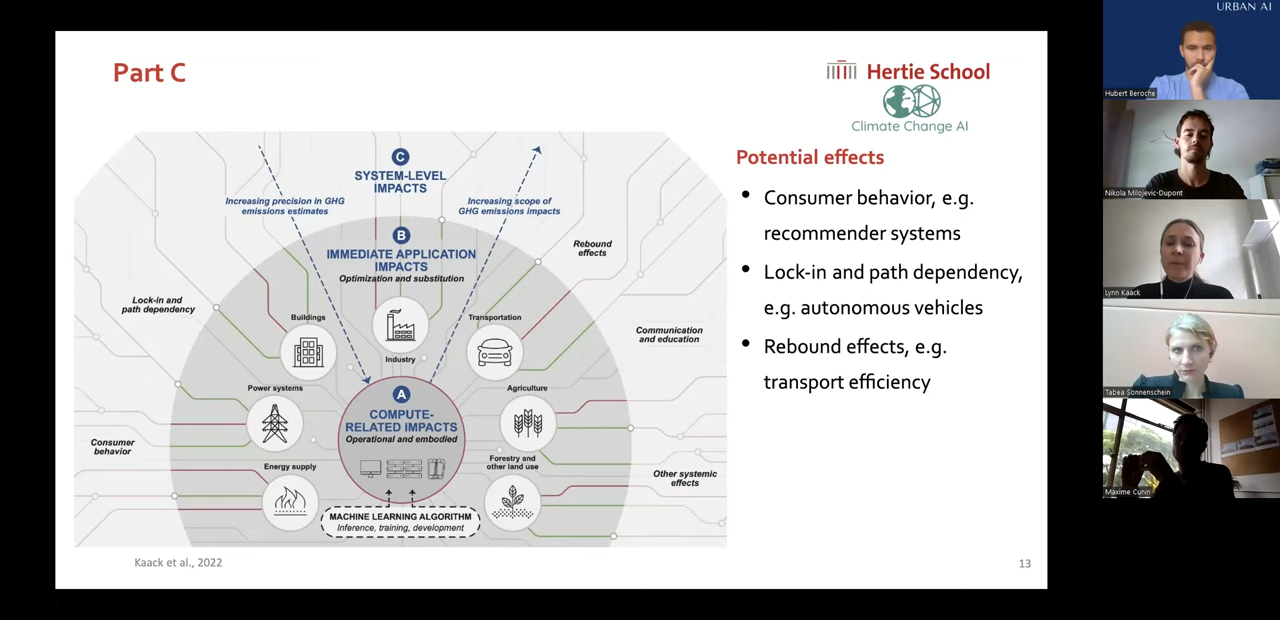 URBAN AI
Part C
Hertie School
Climate Change AI
C
SYSTEM-LEVEL
IMPACTS
Increasing precision in GHG
emissions estimates
Increasing scope of
GHG emissions impacts
B
IMMEDIATE APPLICATION
IMPACTS
Optimization and substitution
Rebound
effects
Lock-in and
path dependency
Buildings
Transportation
Industry
Communication
and education
Power systems
Agriculture
A
COMPUTE-
RELATED IMPACTS
Operational and embodied
Consumer
behavior
Energy supply
Forestry and
other land use
Other systemic
effects
MACHINE LEARNING ALGORITHM
Inference, training, development
Potential effects
• Consumer behavior, e.g.
recommender systems
• Lock-in and path dependency,
e.g. autonomous vehicles
• Rebound effects, e.g.
transport efficiency
Kaack et al., 2022
13
Hubert Beroche
Nikola Milojevic-Dupont
Lynn Kaack
Tabea Sonnenschein
Maxime Cunin